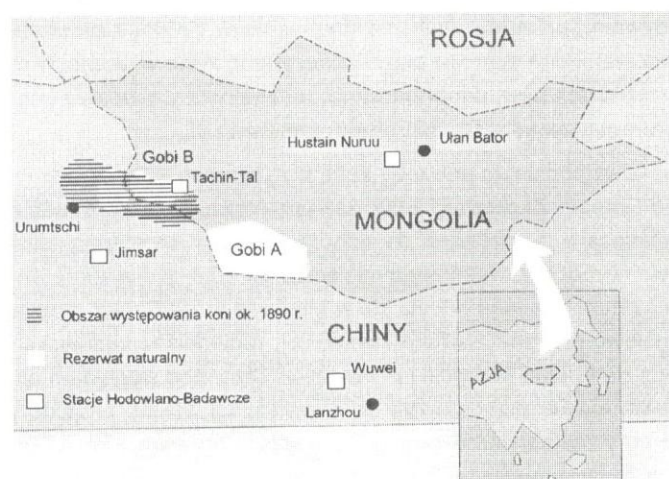 ROSJA
Hustain Nuruu
Ułan Bator
Gobi B
Tachin-Tal
MONGOLIA
Urumtschi
Gobi A
Jimsar
Obszar występowania koni ok. 1890 r.
CHINY
Rezerwat naturalny
Wuwei
AZJA
Stacje Hodowlano-Badawcze
Lanzhou